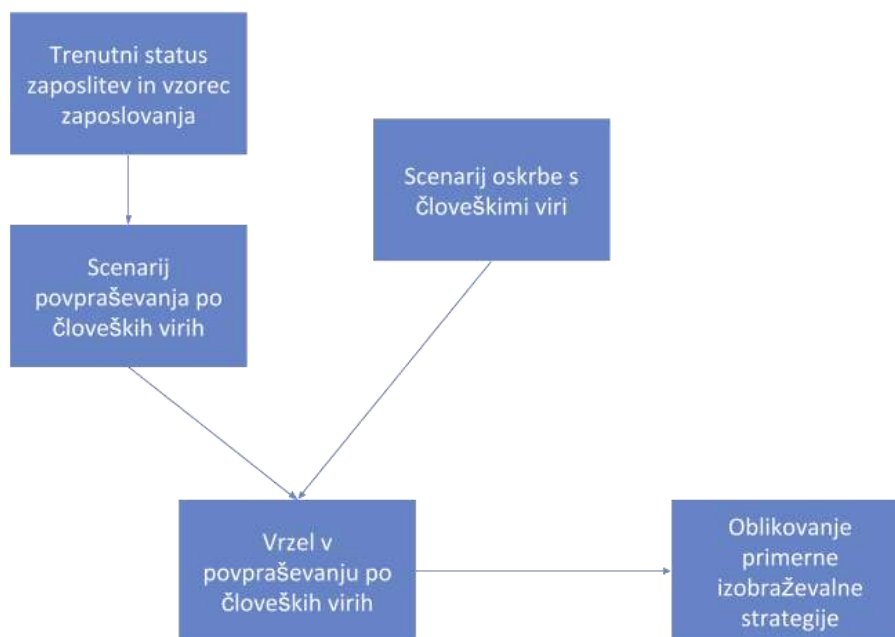 Trenutni status
zaposlitev in vzorec
zaposlovanja
Scenarij oskrbe s
človeškimi viri
Scenarij
povpraševanja po
človeških virih
Vrzel v
povpraševanju po
človeških virih
Oblikovanje
primerne
izobraževalne
strategije